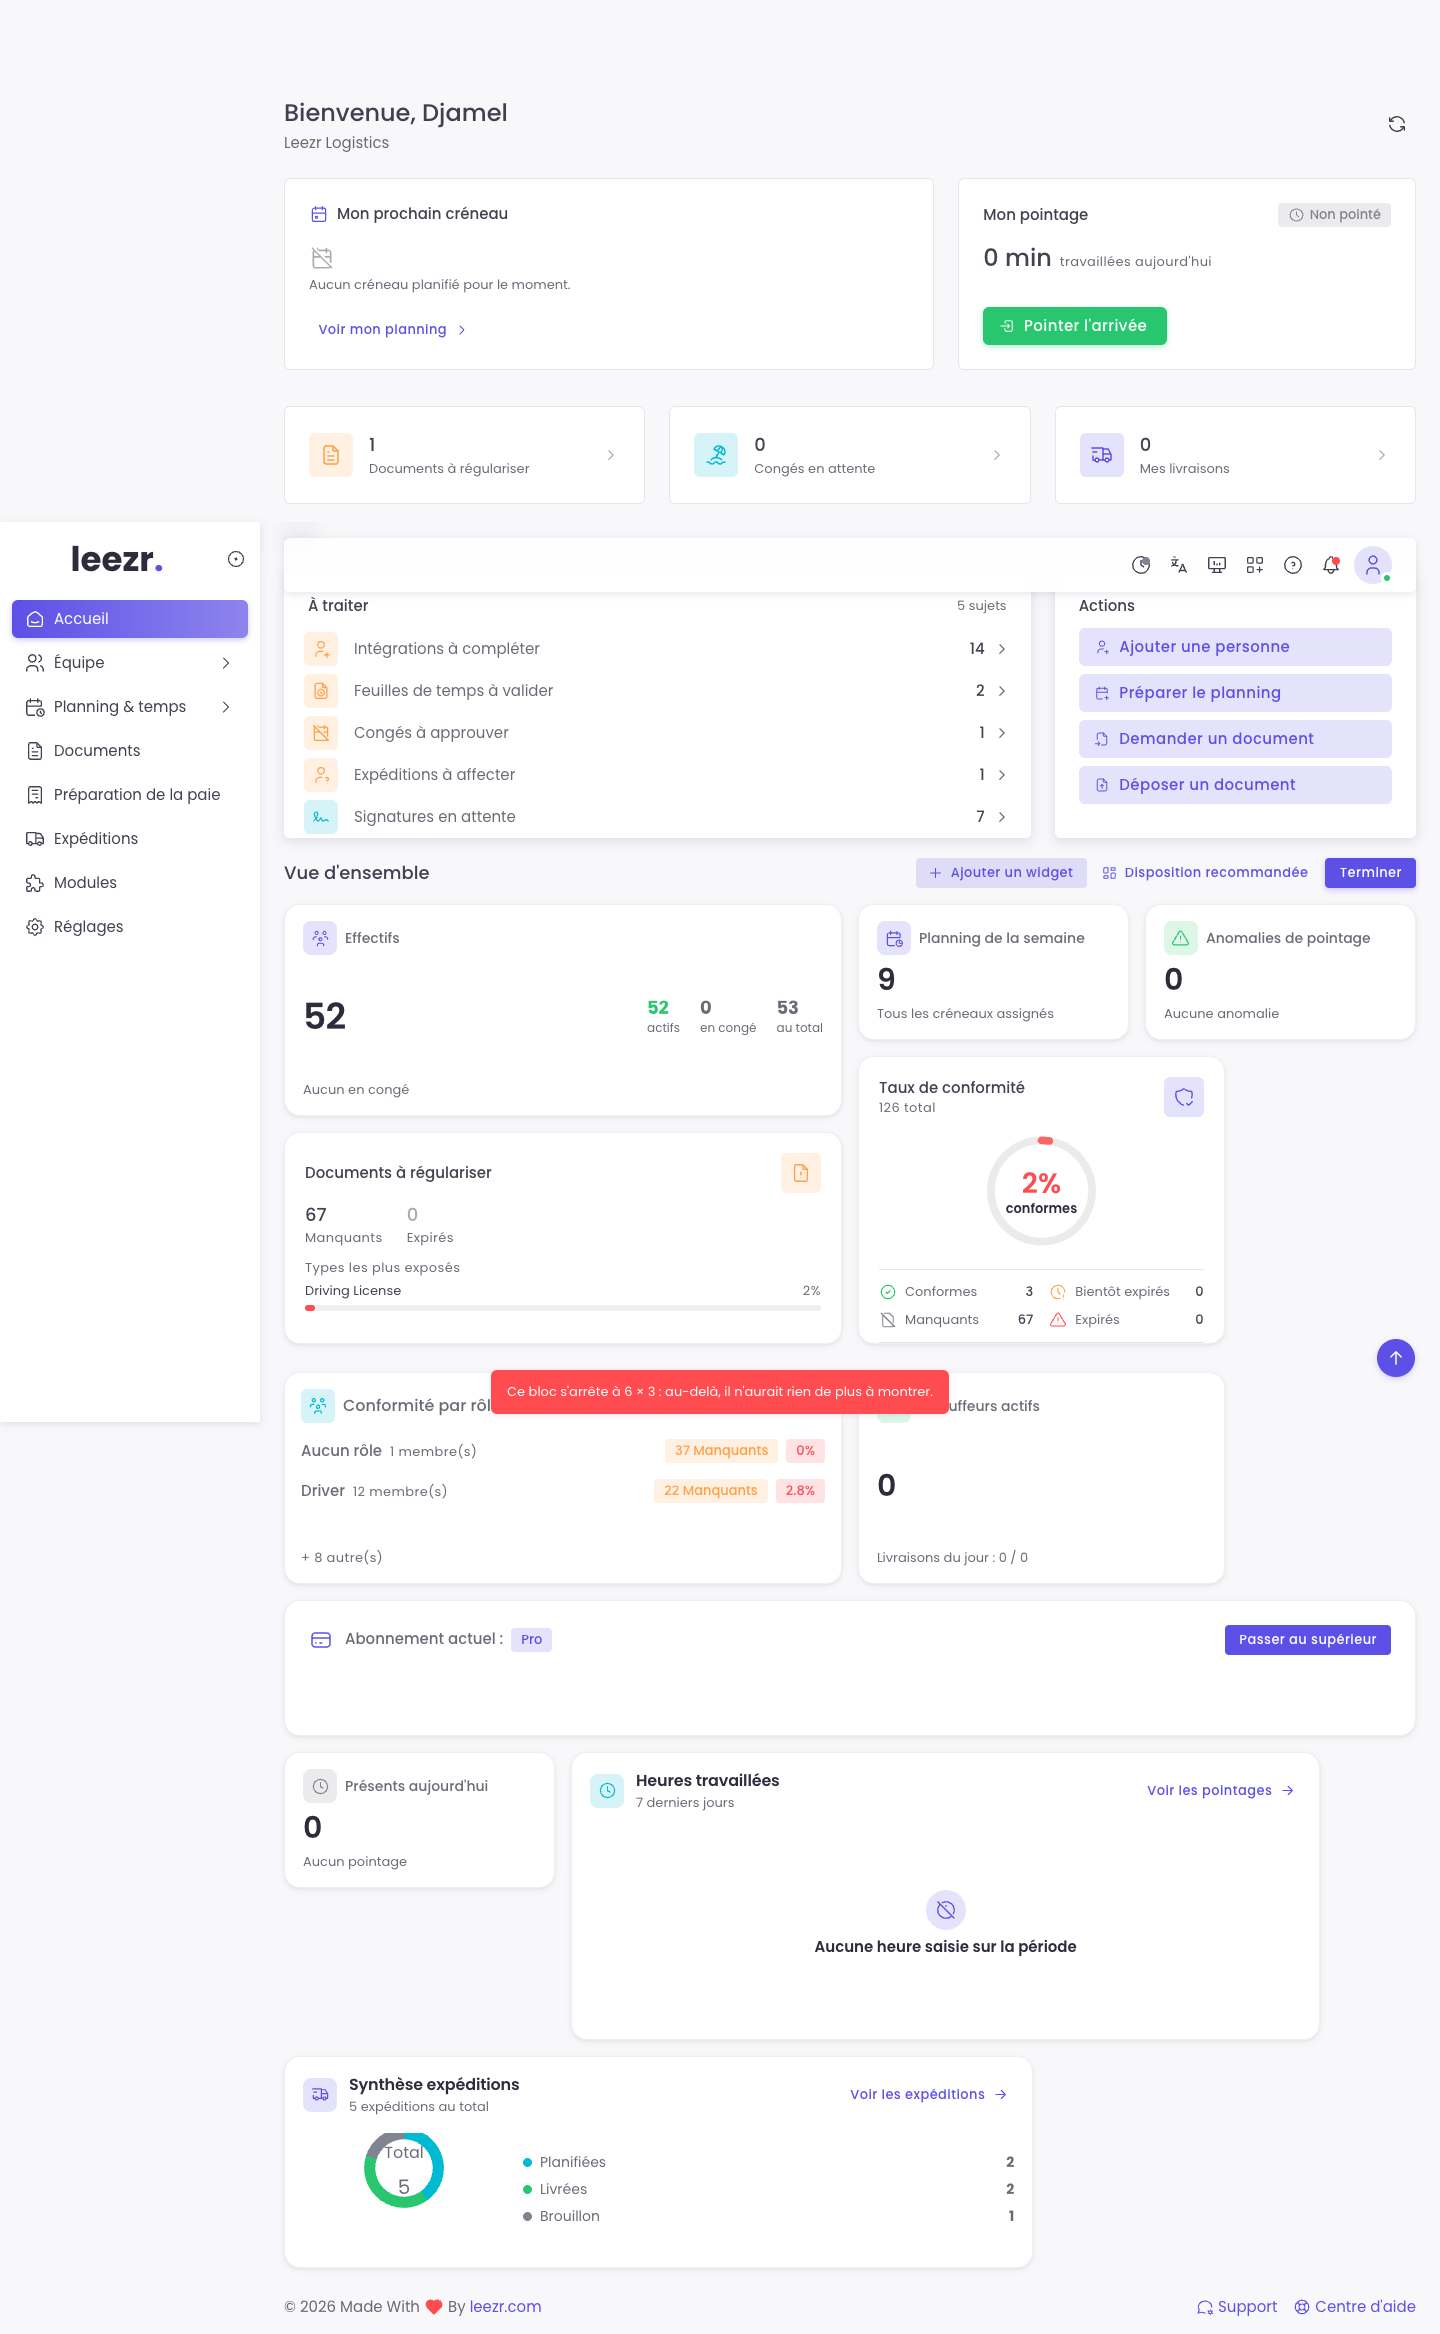 Bienvenue, Djamel
Leezr Logistics
Mon prochain créneau
Aucun créneau planifié pour le moment.
Voir mon planning
Mon pointage
Non pointé
0 min travaillées aujourd'hui
Pointer l'arrivée
1
Documents à régulariser
0
Congés en attente
0
Mes livraisons
leezr.
Accueil
Équipe
Planning & temps
Documents
Préparation de la paie
Expéditions
Modules
Réglages
À traiter
5 sujets
Intégrations à compléter
14
Feuilles de temps à valider
2
Congés à approuver
1
Expéditions à affecter
1
Signatures en attente
7
Actions
Ajouter une personne
Préparer le planning
Demander un document
Déposer un document
Vue d'ensemble
Ajouter un widget
Disposition recommandée
Terminer
Effectifs
52
52
actifs
0
en congé
53
au total
Aucun en congé
Planning de la semaine
9
Tous les créneaux assignés
Anomalies de pointage
0
Aucune anomalie
Documents à régulariser
67
Manquants
0
Expirés
Types les plus exposés
Driving License
2%
Taux de conformité
126 total
2%
conformes
Conformes
3
Bientôt expirés
0
Manquants
67
Expirés
0
Ce bloc s'arrête à 6 × 3 : au-delà, il n'aurait rien de plus à montrer.
Conformité par rôl
Aucun rôle 1 membre(s)
37 Manquants
0%
Driver 12 membre(s)
22 Manquants
2.8%
+ 8 autre(s)
uffeurs actifs
0
Livraisons du jour : 0 / 0
Abonnement actuel :
Pro
Passer au supérieur
Présents aujourd'hui
0
Aucun pointage
Heures travaillées
7 derniers jours
Voir les pointages
Aucune heure saisie sur la période
Synthèse expéditions
5 expéditions au total
Voir les expéditions
Total
5
Planifiées
2
Livrées
2
Brouillon
1
© 2026 Made With By leezr.com
Support
Centre d'aide